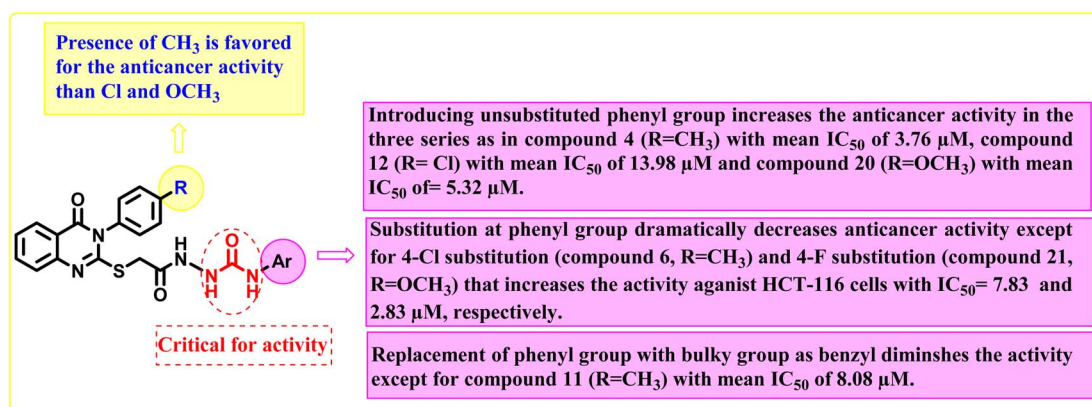 Presence of CH3 is favored
for the anticancer activity
than Cl and OCH3
Introducing unsubstituted phenyl group increases the anticancer activity in
the three series as in compound 4 (R=CH3) with mean IC50 of 3.76 µM, compound
12 (R= Cl) with mean IC50 of 13.98 µM and compound 20 (R=OCH3) with mean
IC50 of= 5.32 µM.
R
O
N
N
S
O
H
N
N
H
O
N
H
Ar
Substitution at phenyl group dramatically decreases anticancer activity except
for 4-Cl substitution (compound 6, R=CH3) and 4-F substitution (compound 21,
R=OCH3) that increases the activity aganist HCT-116 cells with IC50= 7.83 and
2.83 µM, respectively.
Critical for activity
Replacement of phenyl group with bulky group as benzyl diminshes the activity
except for compound 11 (R=CH3) with mean IC50 of 8.08 µM.